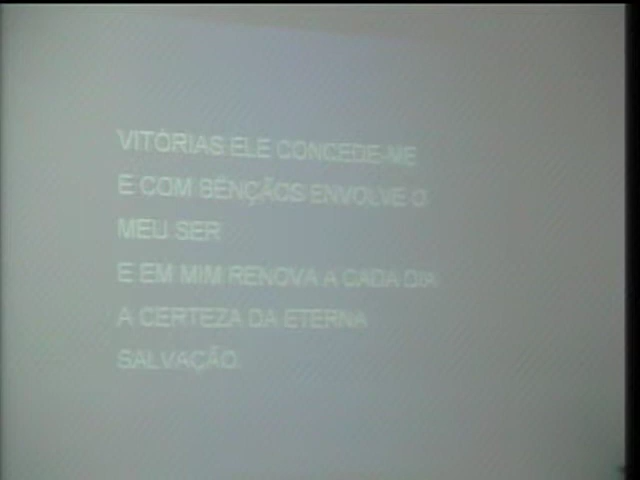 VITÓRIAS ELE CONCEDE-ME
E COM BÊNÇÃOS ENVOLVE O
MEU SER
E EM MIM RENOVA A CADA DIA
A CERTEZA DA ETERNA
SALVAÇÃO.